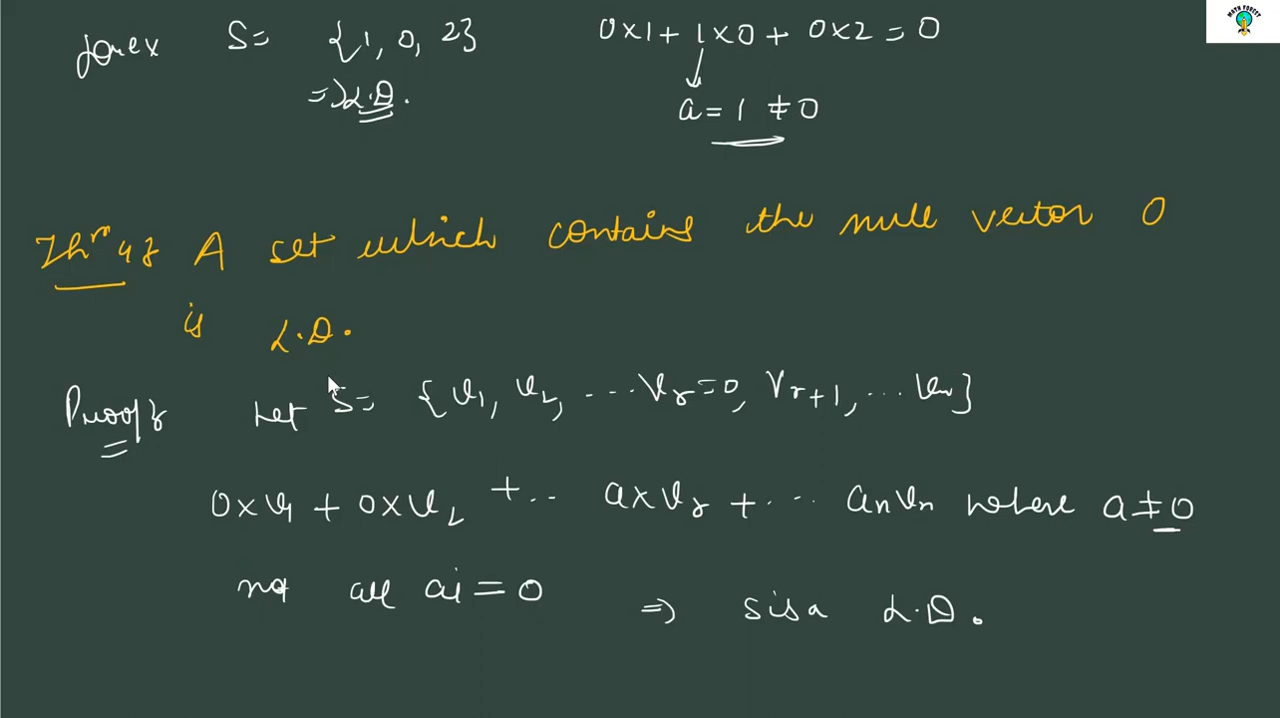 for ex S = {1, 0, 2} 0×1 + 1×0 + 0×2 = 0
⇒ L.D. a = 1 ≠ 0
Thm 4: A set which contains the null vector 0
is L.D.
Proof: Let S = {v1, v2, ... vr = 0, vr+1, ... vn}
0×v1 + 0×v2 + .. a×vr + ... anvn where a ≠ 0
not all ai = 0 ⇒ S is a L.D.
MATH FOREST